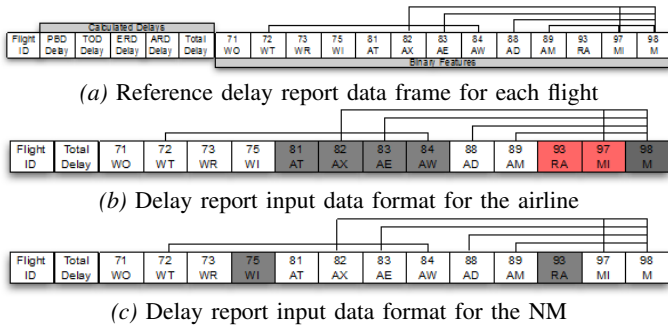 Calculated Delays
Flight ID PBD Delay TOD Delay ERD Delay ARD Delay Total Delay 71 WO 72 WT 73 WR 75 WI 81 AT 82 AX 83 AE 84 AW 88 AD 89 AM 93 RA 97 MI 98 M
Binary Features
(a) Reference delay report data frame for each flight
Flight ID Total Delay 71 WO 72 WT 73 WR 75 WI 81 AT 82 AX 83 AE 84 AW 88 AD 89 AM 93 RA 97 MI 98 M
(b) Delay report input data format for the airline
Flight ID Total Delay 71 WO 72 WT 73 WR 75 WI 81 AT 82 AX 83 AE 84 AW 88 AD 89 AM 93 RA 97 MI 98 M
(c) Delay report input data format for the NM